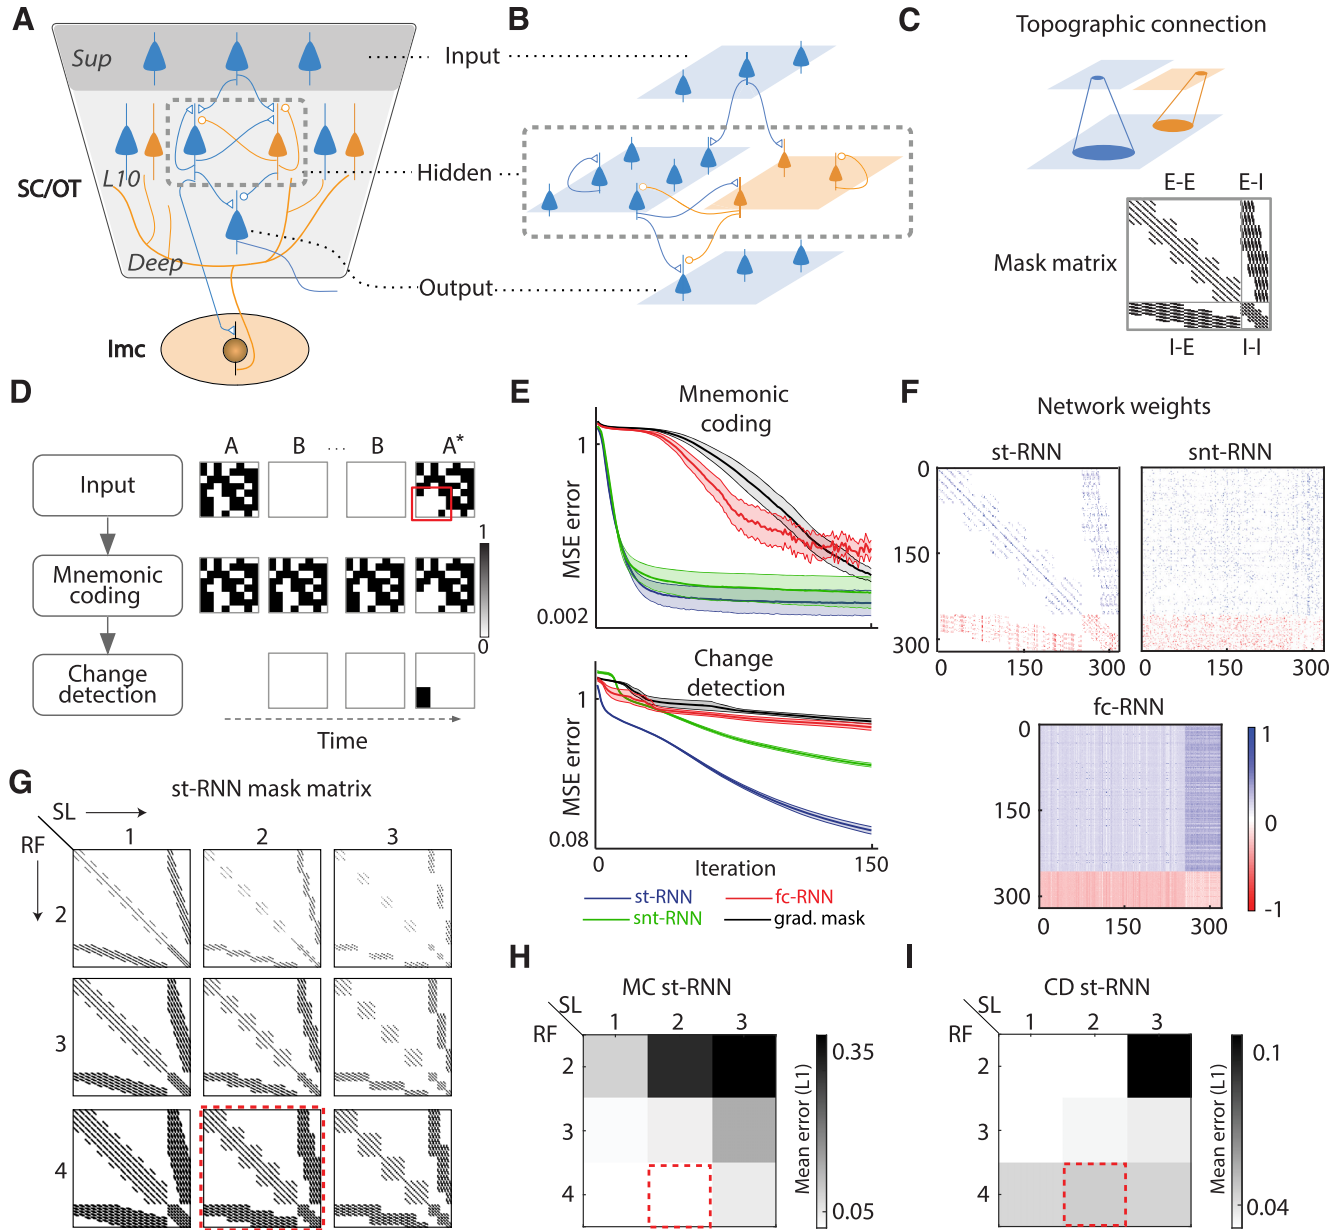 A
B
C
Sup
L10
SC/OT
Deep
Imc
Input
Hidden
Output
Topographic connection
E-E
E-I
Mask matrix
I-E
I-I
D
A
B
...
B
A*
Input
Mnemonic
coding
Change
detection
1
0
Time
E
Mnemonic
coding
MSE error
1
0.002
Change
detection
MSE error
1
0.08
0
Iteration
150
st-RNN
fc-RNN
snt-RNN
grad. mask
F
Network weights
st-RNN
snt-RNN
0
150
300
0
150
300
0
150
300
fc-RNN
0
150
300
0
150
300
1
0
-1
G
st-RNN mask matrix
SL
RF
1
2
3
2
3
4
H
MC st-RNN
SL
RF
1
2
3
2
3
4
0.35
0.05
Mean error (L1)
I
CD st-RNN
SL
RF
1
2
3
2
3
4
0.1
0.04
Mean error (L1)